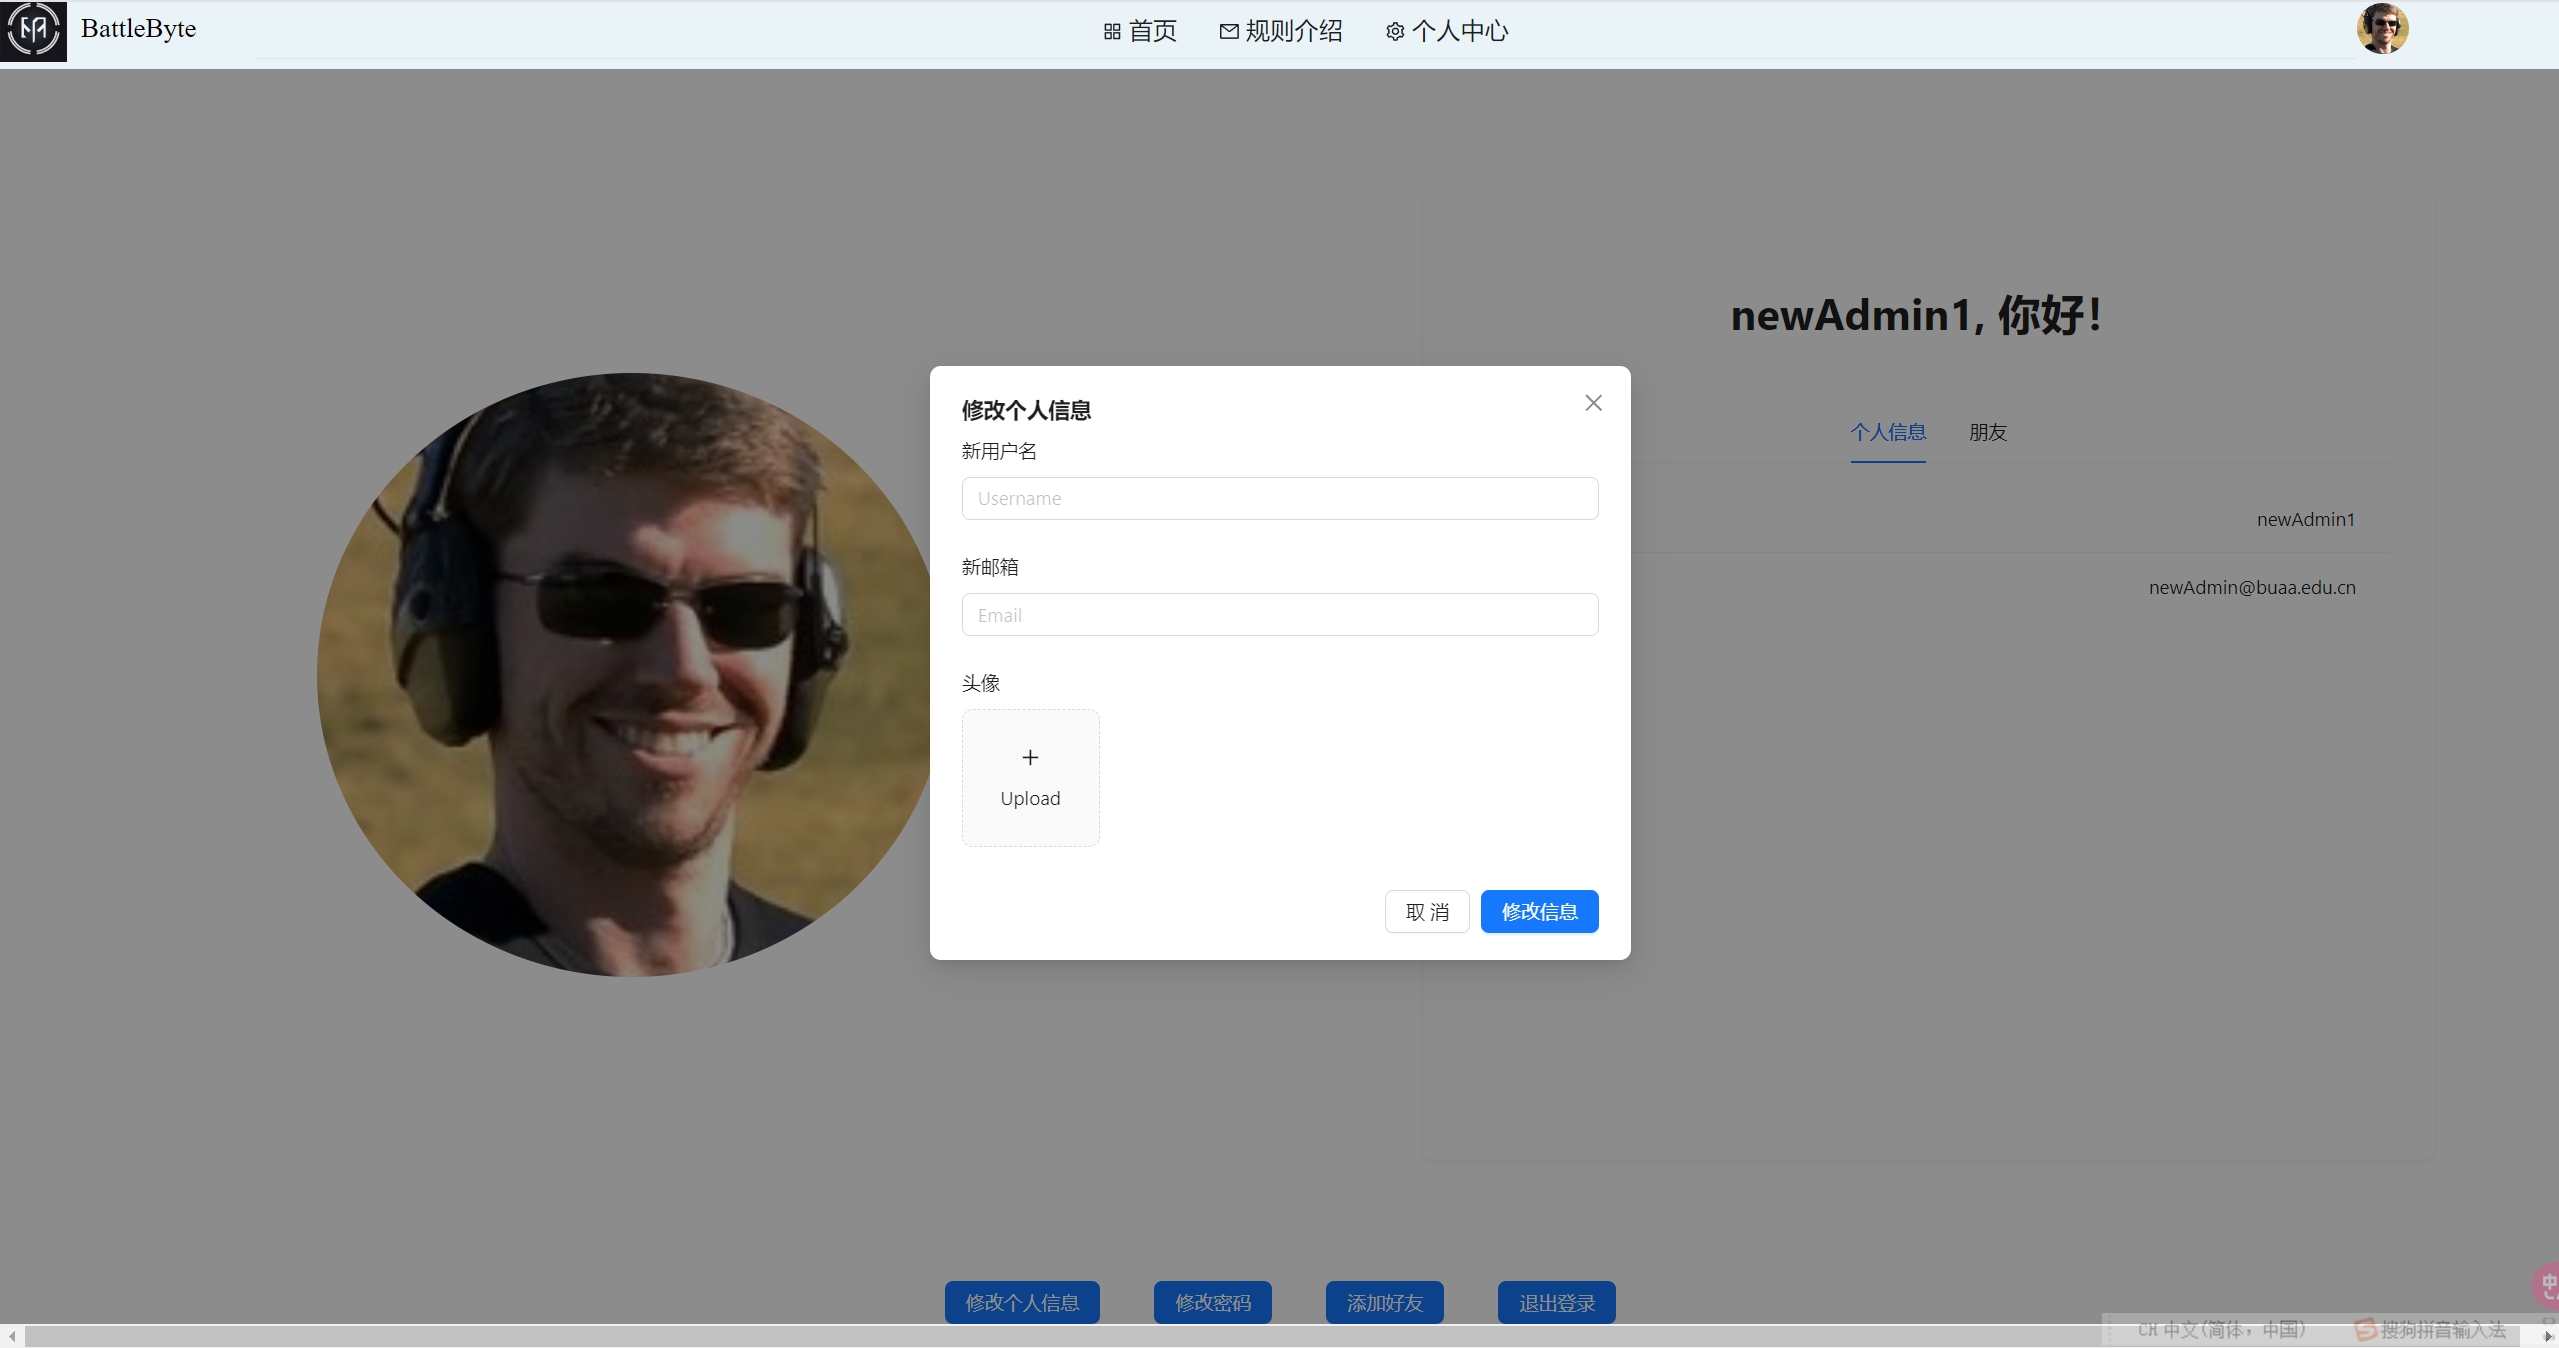 BattleByte
首页 规则介绍 个人中心
newAdmin1, 你好！
个人信息 朋友
newAdmin1
newAdmin@buaa.edu.cn
修改个人信息
新用户名
Username
新邮箱
Email
头像
Upload
取 消 修改信息
修改个人信息 修改密码 添加好友 退出登录
CH 中文(简体，中国) 搜狗拼音输入法